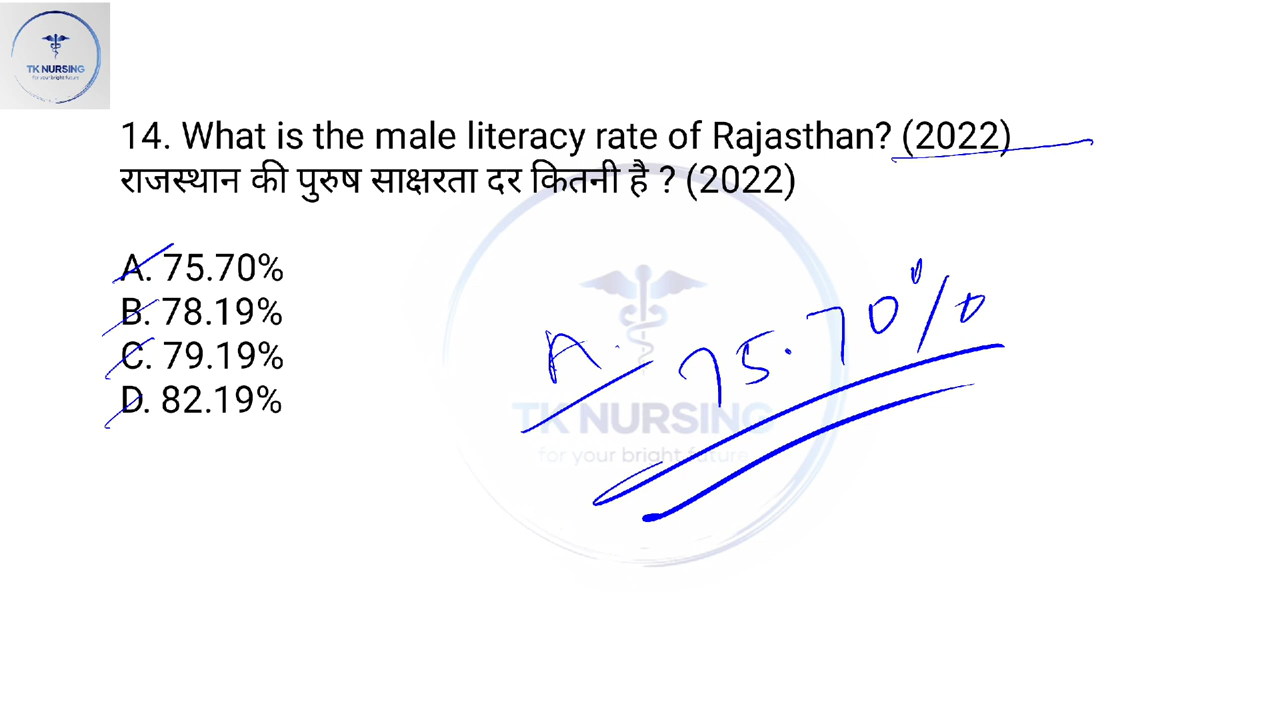 TK NURSING
for your bright future
14. What is the male literacy rate of Rajasthan? (2022)
राजस्थान की पुरुष साक्षरता दर कितनी है ? (2022)
A. 75.70%
B. 78.19%
C. 79.19%
D. 82.19%
A. 75.70%
TK NURSING
for your bright future